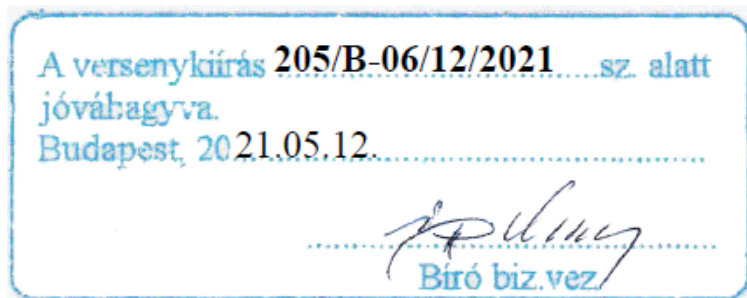 A versenykiírás 205/B-06/12/2021.....sz. alatt
jóváhagyva.
Budapest, 2021.05.12.
Bíró biz.vez.